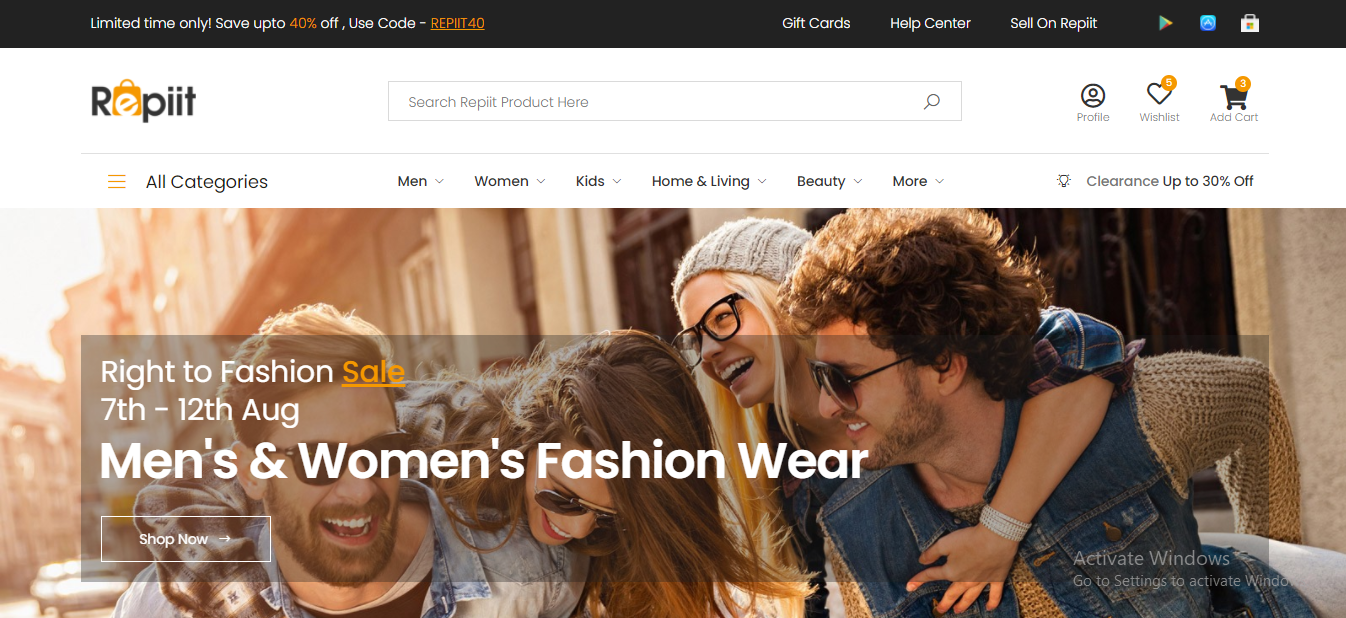 Limited time only! Save upto 40% off , Use Code - REPIIT40
Gift Cards
Help Center
Sell On Repiit
Repiit
Search Repiit Product Here
5
3
Profile
Wishlist
Add Cart
All Categories
Men
Women
Kids
Home & Living
Beauty
More
Clearance Up to 30% Off
Right to Fashion Sale
7th - 12th Aug
Men's & Women's Fashion Wear
Shop Now
Activate Windows
Go to Settings to activate